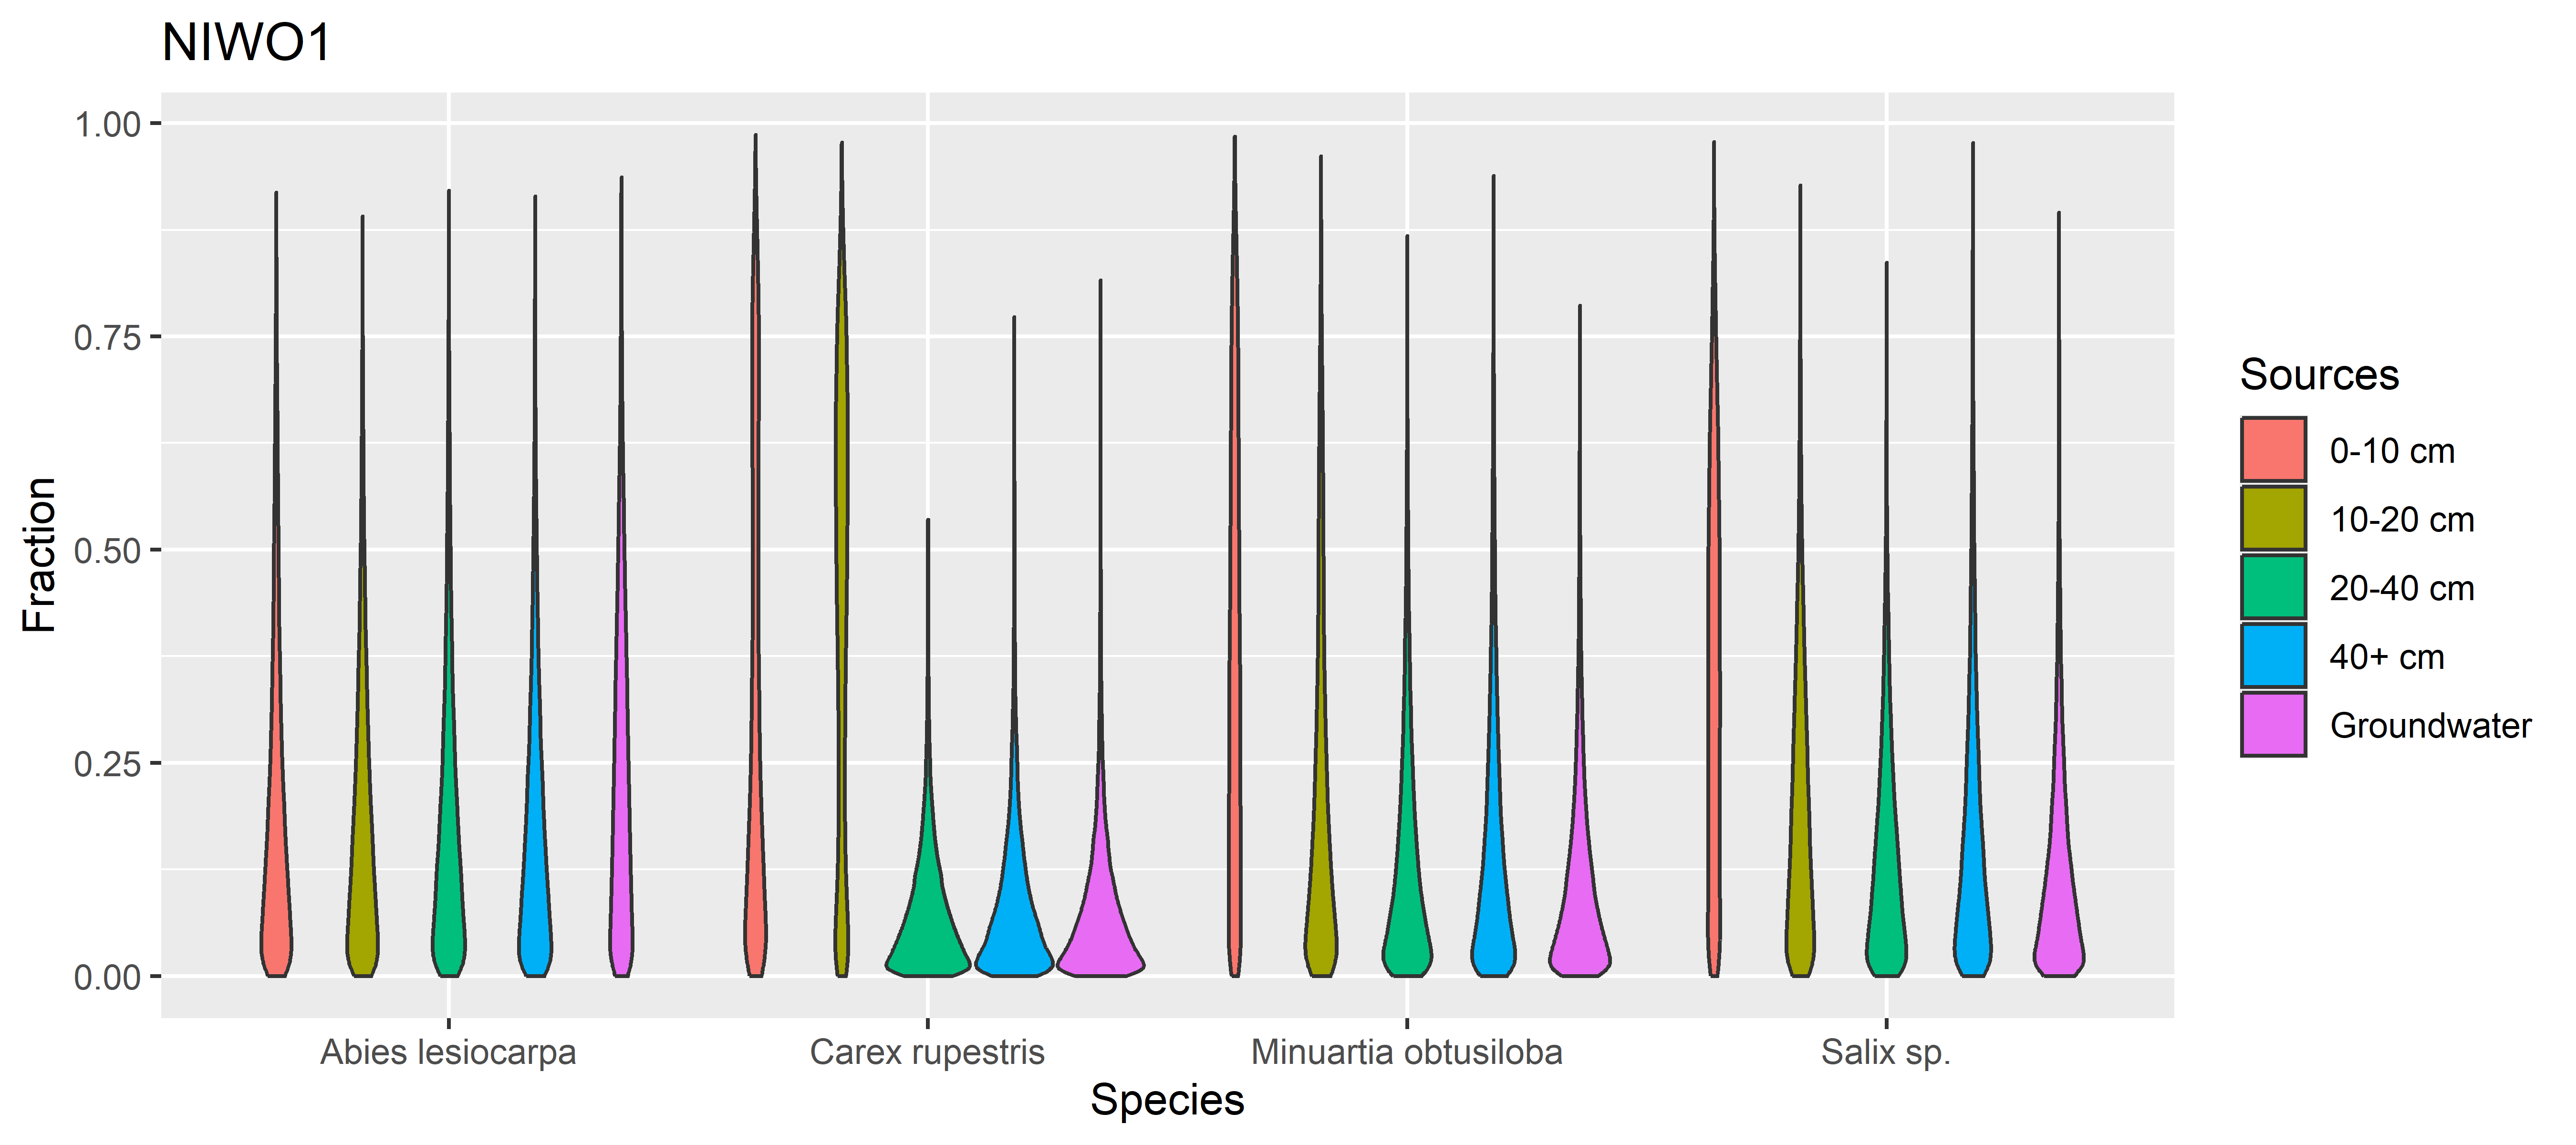 NIWO1
1.00
0.75
0.50
0.25
0.00
Fraction
Abies lesiocarpa
Carex rupestris
Minuartia obtusiloba
Salix sp.
Species
Sources
0-10 cm
10-20 cm
20-40 cm
40+ cm
Groundwater